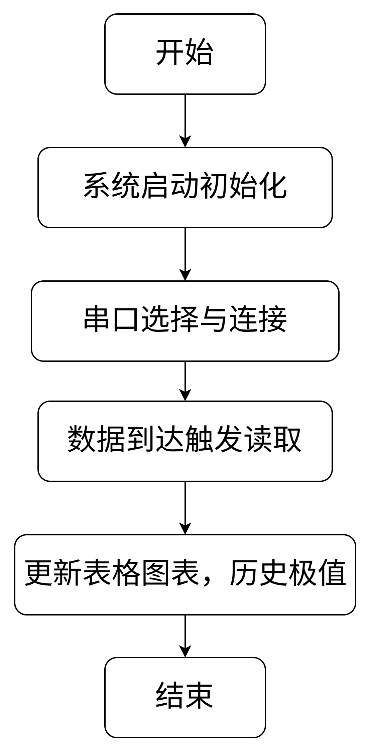 开始
系统启动初始化
串口选择与连接
数据到达触发读取
更新表格图表，历史极值
结束